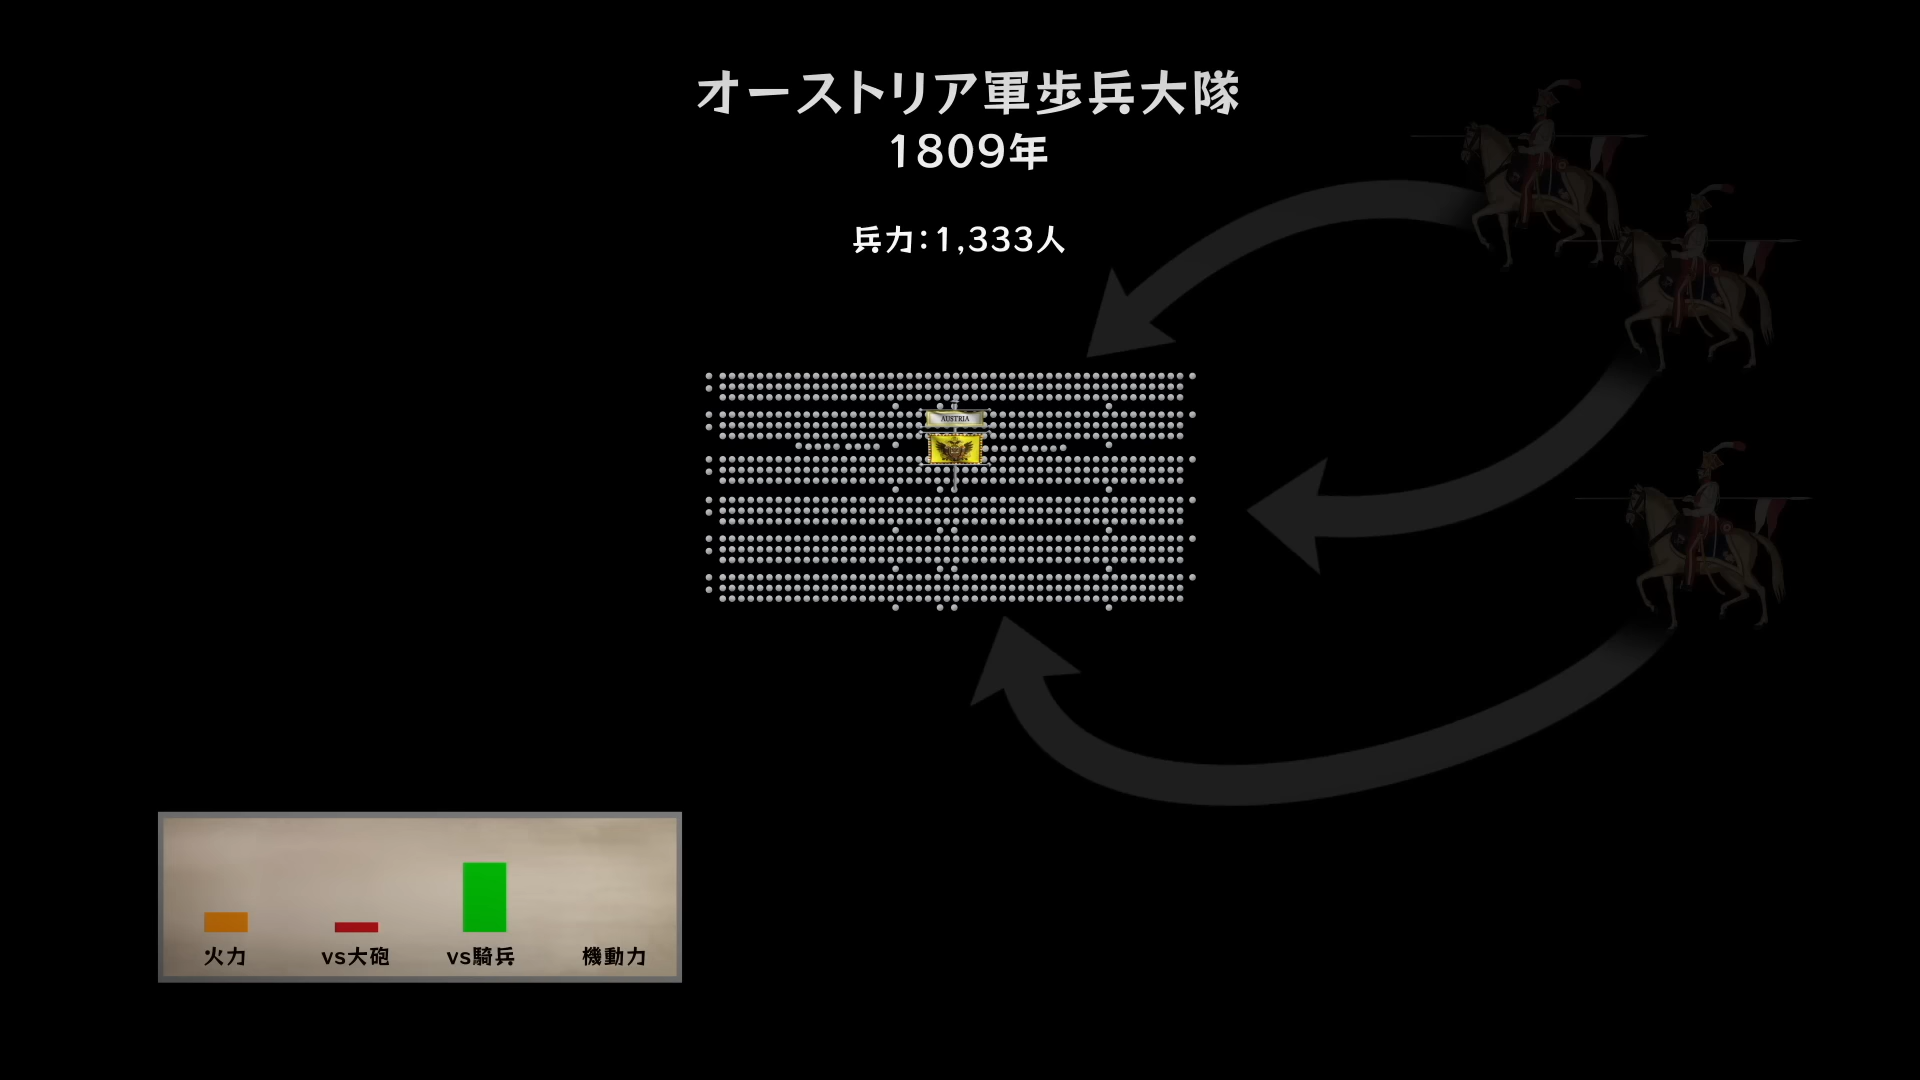 オーストリア軍歩兵大隊
1809年
兵力:1,333人
AUSTRIA
火力 vs大砲 vs騎兵 機動力